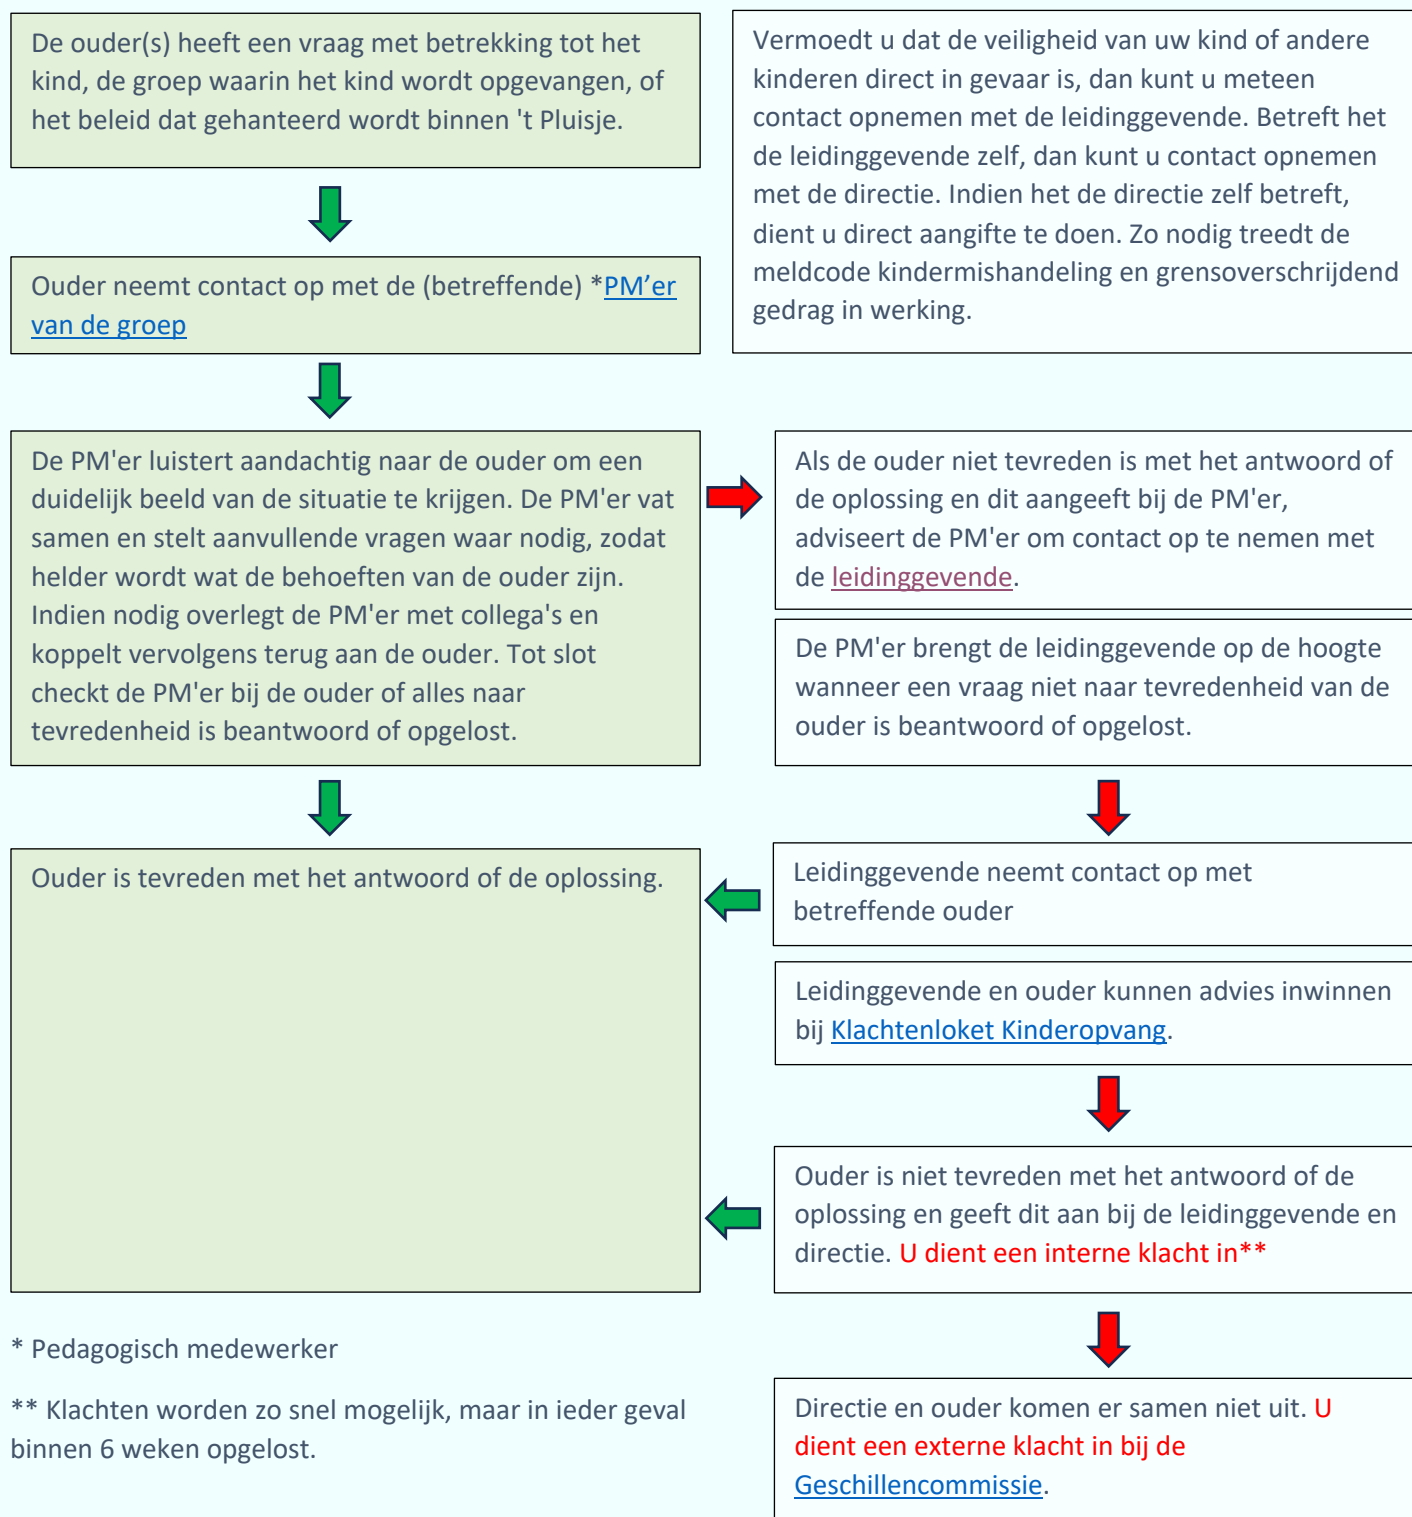 De ouder(s) heeft een vraag met betrekking tot het
kind, de groep waarin het kind wordt opgevangen, of
het beleid dat gehanteerd wordt binnen 't Pluisje.
Vermoedt u dat de veiligheid van uw kind of andere
kinderen direct in gevaar is, dan kunt u meteen
contact opnemen met de leidinggevende. Betreft het
de leidinggevende zelf, dan kunt u contact opnemen
met de directie. Indien het de directie zelf betreft,
dient u direct aangifte te doen. Zo nodig treedt de
meldcode kindermishandeling en grensoverschrijdend
gedrag in werking.
Ouder neemt contact op met de (betreffende) *PM’er
van de groep
De PM'er luistert aandachtig naar de ouder om een
duidelijk beeld van de situatie te krijgen. De PM'er vat
samen en stelt aanvullende vragen waar nodig, zodat
helder wordt wat de behoeften van de ouder zijn.
Indien nodig overlegt de PM'er met collega's en
koppelt vervolgens terug aan de ouder. Tot slot
checkt de PM'er bij de ouder of alles naar
tevredenheid is beantwoord of opgelost.
Als de ouder niet tevreden is met het antwoord of
de oplossing en dit aangeeft bij de PM'er,
adviseert de PM'er om contact op te nemen met
de leidinggevende.
De PM'er brengt de leidinggevende op de hoogte
wanneer een vraag niet naar tevredenheid van de
ouder is beantwoord of opgelost.
Ouder is tevreden met het antwoord of de oplossing.
Leidinggevende neemt contact op met
betreffende ouder
Leidinggevende en ouder kunnen advies inwinnen
bij Klachtenloket Kinderopvang.
Ouder is niet tevreden met het antwoord of de
oplossing en geeft dit aan bij de leidinggevende en
directie. U dient een interne klacht in**
* Pedagogisch medewerker
** Klachten worden zo snel mogelijk, maar in ieder geval
binnen 6 weken opgelost.
Directie en ouder komen er samen niet uit. U
dient een externe klacht in bij de
Geschillencommissie.